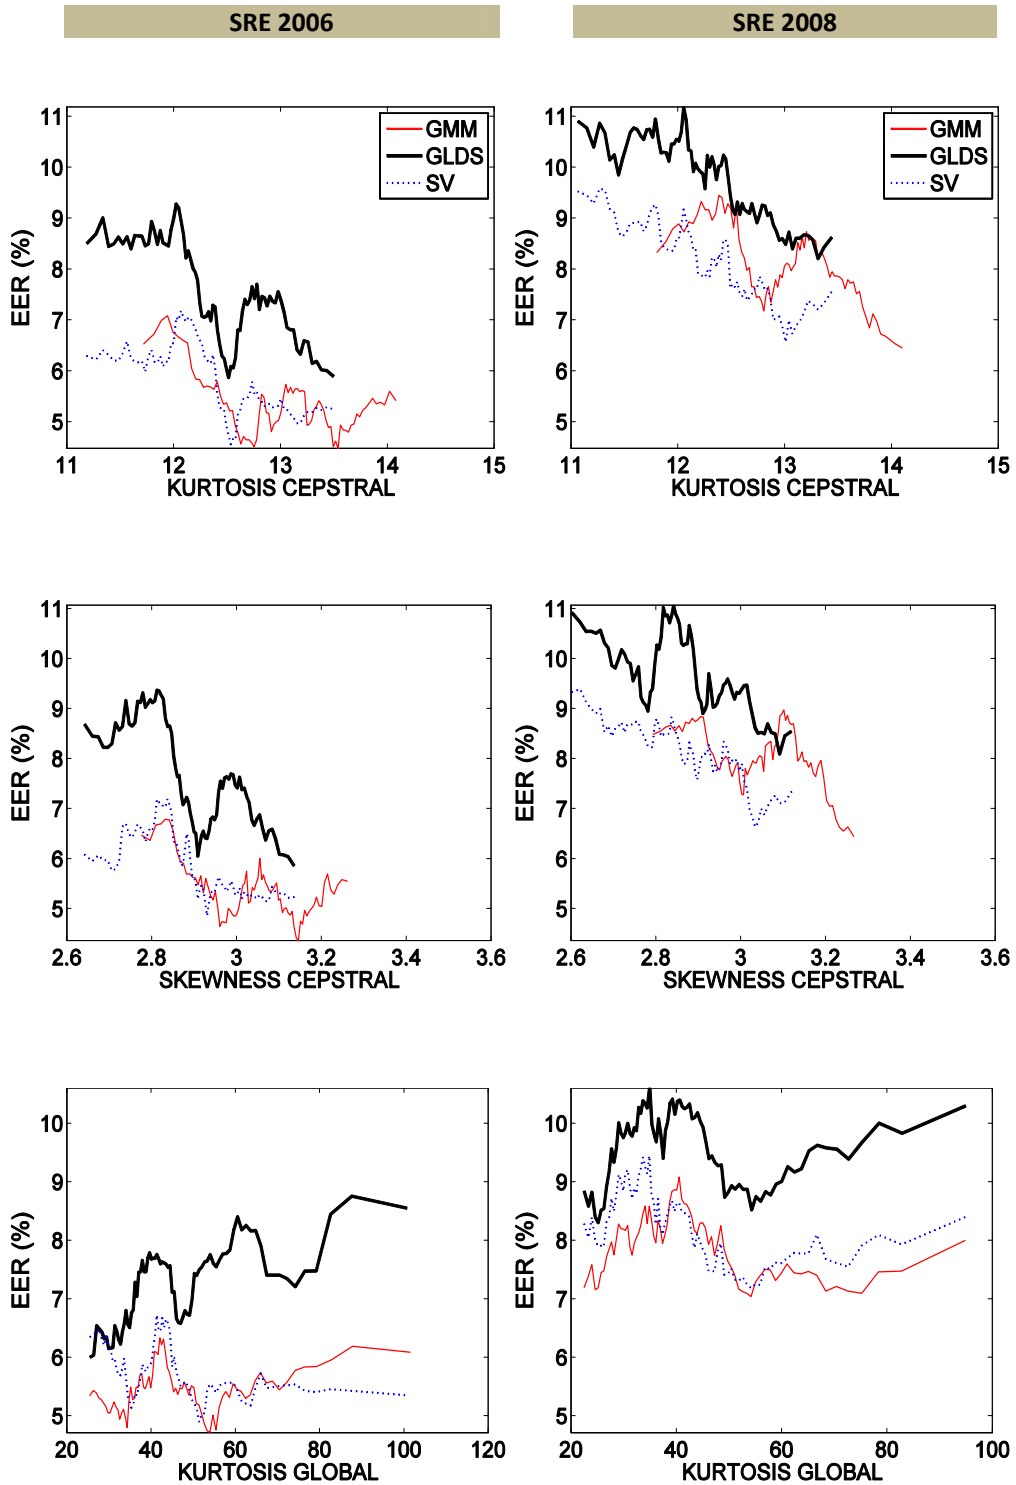 SRE 2006
SRE 2008
11
10
9
8
7
6
5
EER (%)
GMM
GLDS
SV
11 12 13 14 15
KURTOSIS CEPSTRAL
11
10
9
8
7
6
5
EER (%)
GMM
GLDS
SV
11 12 13 14 15
KURTOSIS CEPSTRAL
11
10
9
8
7
6
5
EER (%)
2.6 2.8 3 3.2 3.4 3.6
SKEWNESS CEPSTRAL
11
10
9
8
7
6
5
EER (%)
2.6 2.8 3 3.2 3.4 3.6
SKEWNESS CEPSTRAL
10
9
8
7
6
5
EER (%)
20 40 60 80 100 120
KURTOSIS GLOBAL
10
9
8
7
6
5
EER (%)
20 40 60 80 100
KURTOSIS GLOBAL